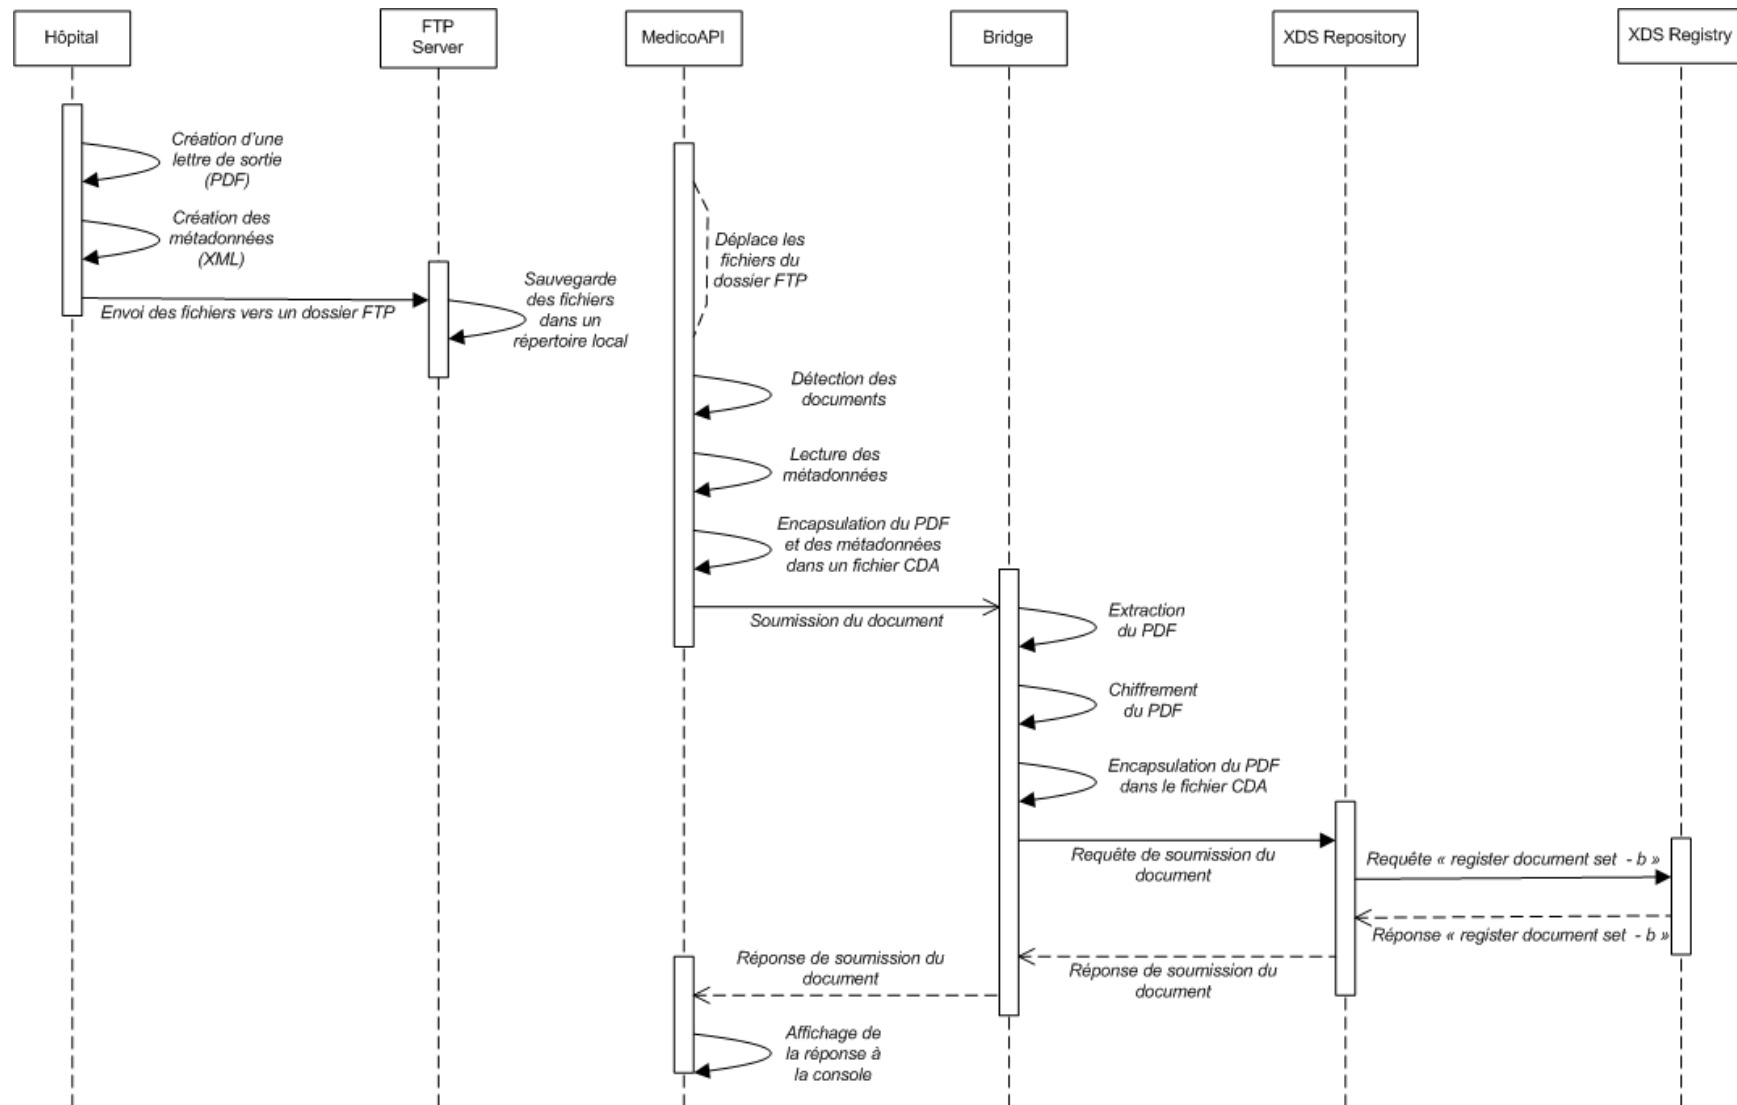 Hôpital
FTP
Server
MedicoAPI
Bridge
XDS Repository
XDS Registry
Création d'une
lettre de sortie
(PDF)
Création des
métadonnées
(XML)
Envoi des fichiers vers un dossier FTP
Sauvegarde
des fichiers
dans un
répertoire local
Déplace les
fichiers du
dossier FTP
Détection des
documents
Lecture des
métadonnées
Encapsulation du PDF
et des métadonnées
dans un fichier CDA
Soumission du document
Extraction
du PDF
Chiffrement
du PDF
Encapsulation du PDF
dans le fichier CDA
Requête de soumission du
document
Requête « register document set - b »
Réponse « register document set - b »
Réponse de soumission du
document
Réponse de soumission du
document
Affichage de
la réponse à
la console